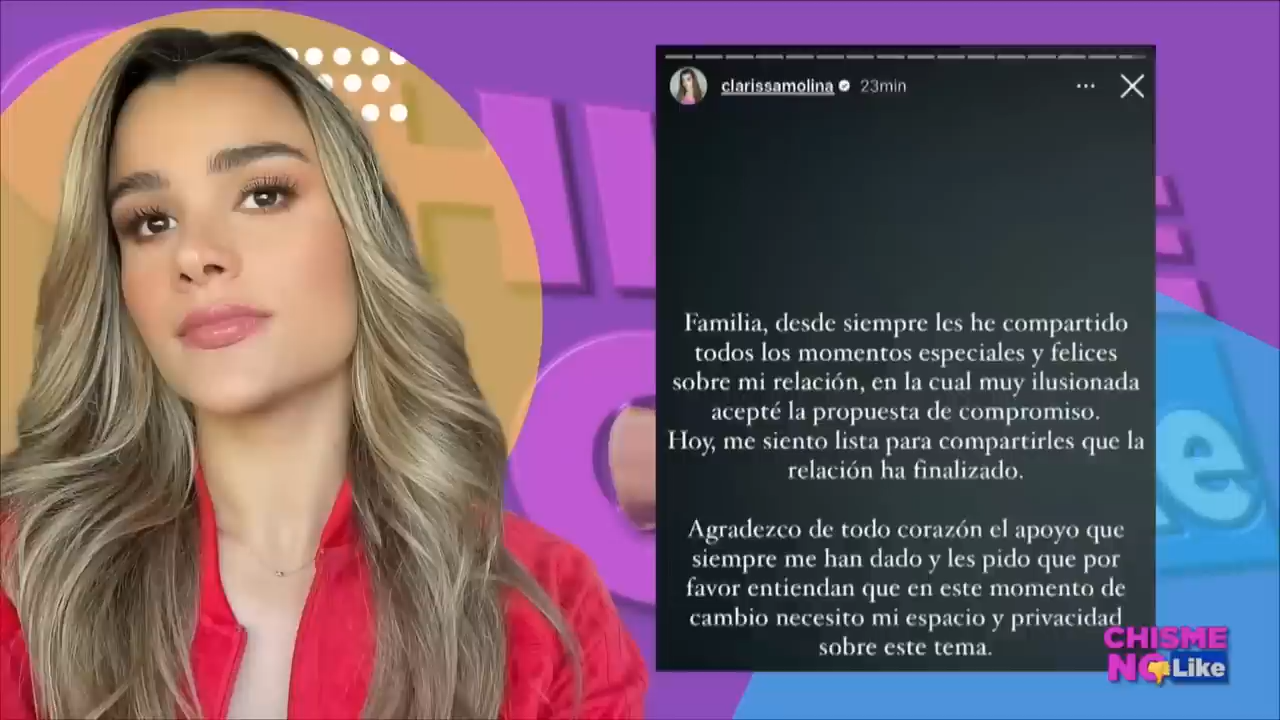 clarissamolina 23min
Familia, desde siempre les he compartido
todos los momentos especiales y felices
sobre mi relación, en la cual muy ilusionada
acepté la propuesta de compromiso.
Hoy, me siento lista para compartirles que la
relación ha finalizado.
Agradezco de todo corazón el apoyo que
siempre me han dado y les pido que por
favor entiendan que en este momento de
cambio necesito mi espacio y privacidad
sobre este tema.
CHISME
NO Like